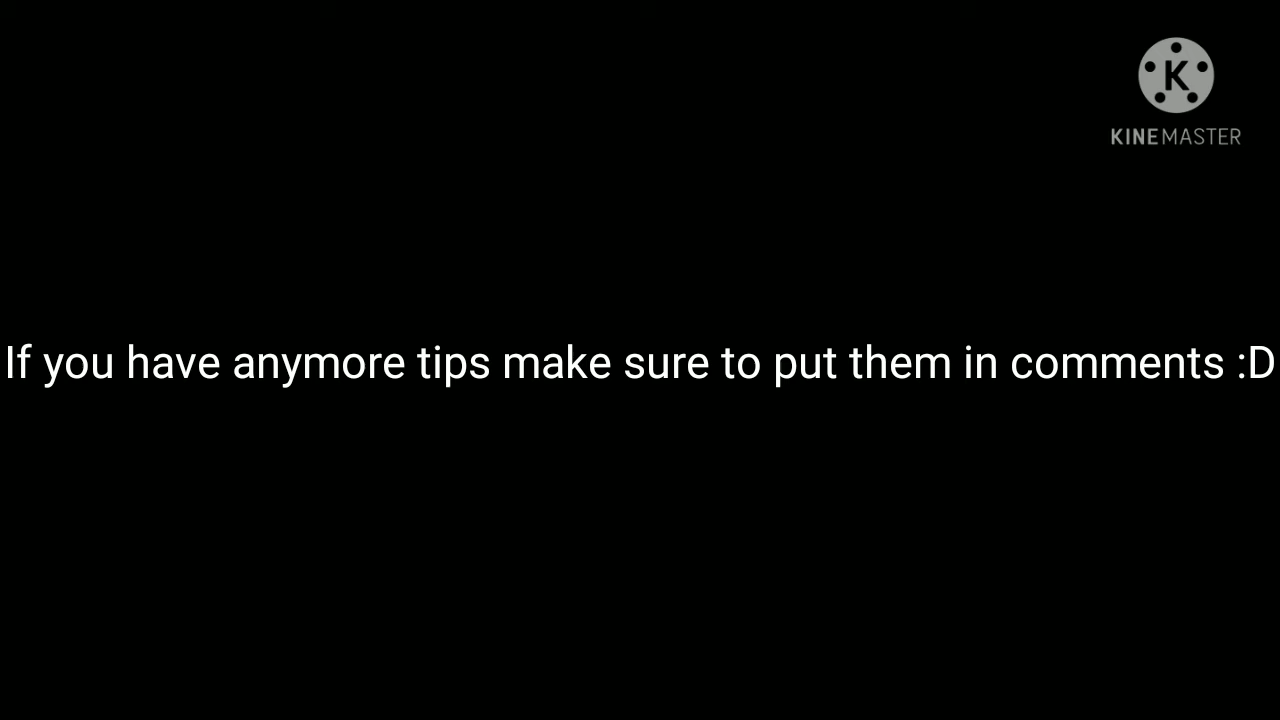 K
KINEMASTER
If you have anymore tips make sure to put them in comments :D